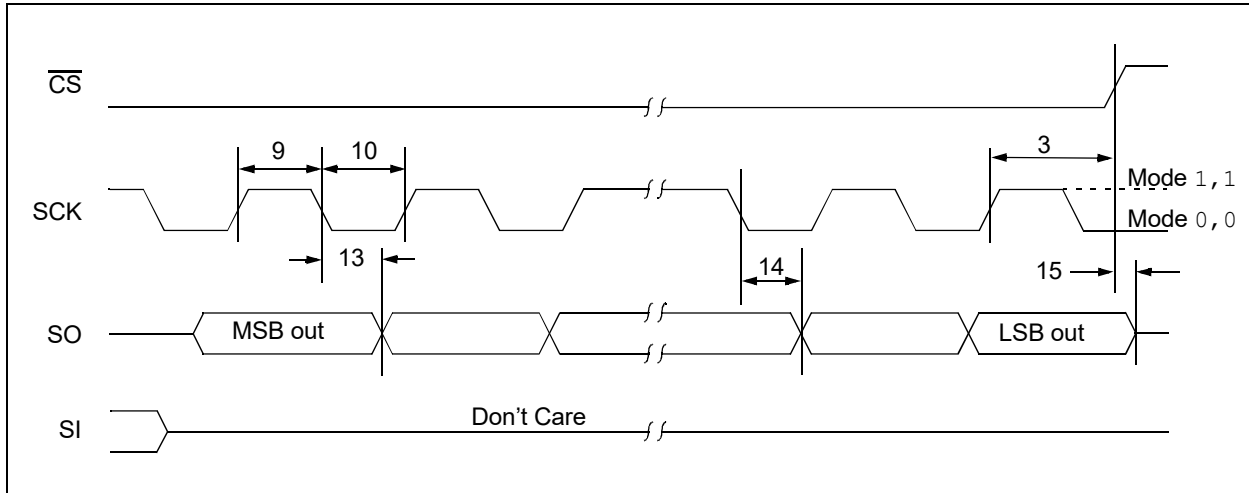 CS
9
10
3
Mode 1,1
SCK
Mode 0,0
13
14
15
SO
MSB out
LSB out
Don't Care
SI